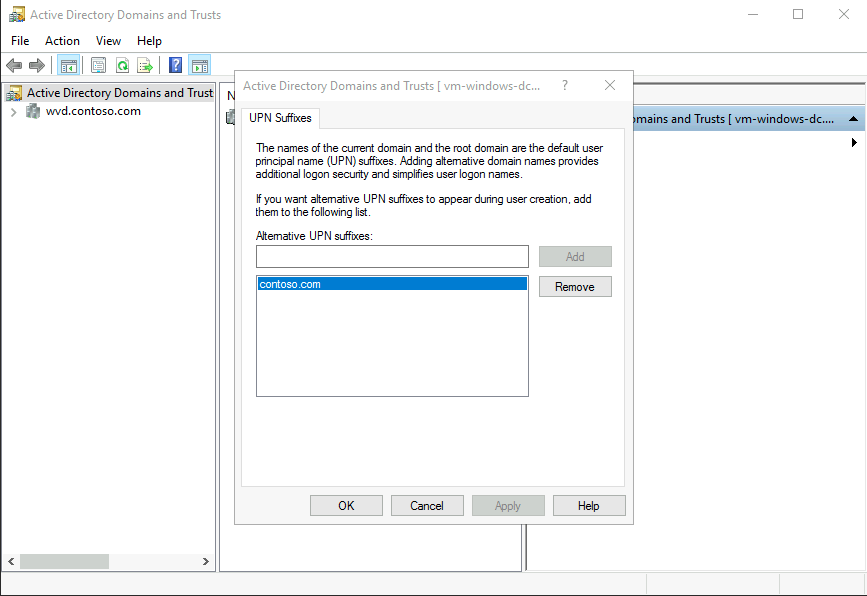 Active Directory Domains and Trusts
File Action View Help
Active Directory Domains and Trust
wvd.contoso.com
N
Active Directory Domains and Trusts [ vm-windows-dc...
?
UPN Suffixes
The names of the current domain and the root domain are the default user
principal name (UPN) suffixes. Adding alternative domain names provides
additional logon security and simplifies user logon names.
If you want alternative UPN suffixes to appear during user creation, add
them to the following list.
Alternative UPN suffixes:
Add
contoso.com
Remove
OK Cancel Apply Help
omains and Trusts [ vm-windows-dc....